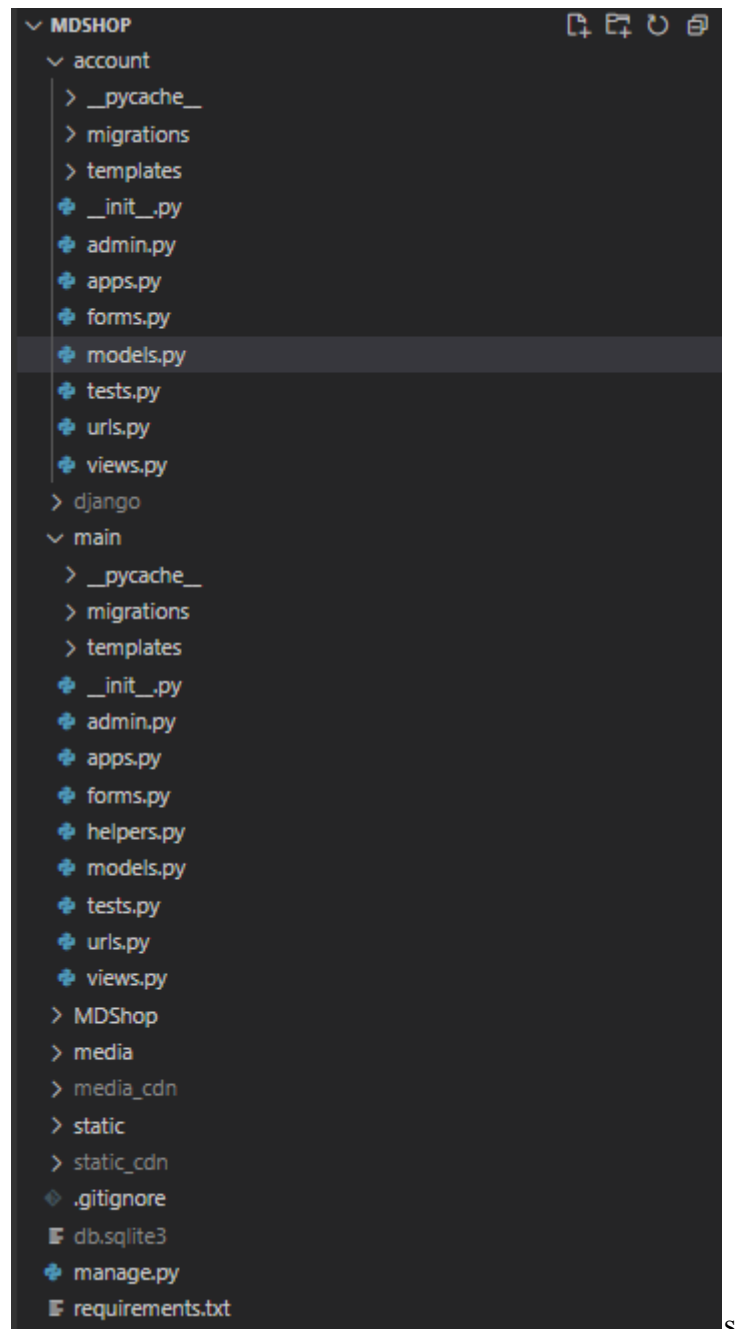 MDSHOP
account
__pycache__
migrations
templates
__init__.py
admin.py
apps.py
forms.py
models.py
tests.py
urls.py
views.py
django
main
__pycache__
migrations
templates
__init__.py
admin.py
apps.py
forms.py
helpers.py
models.py
tests.py
urls.py
views.py
MDShop
media
media_cdn
static
static_cdn
.gitignore
db.sqlite3
manage.py
requirements.txt
s